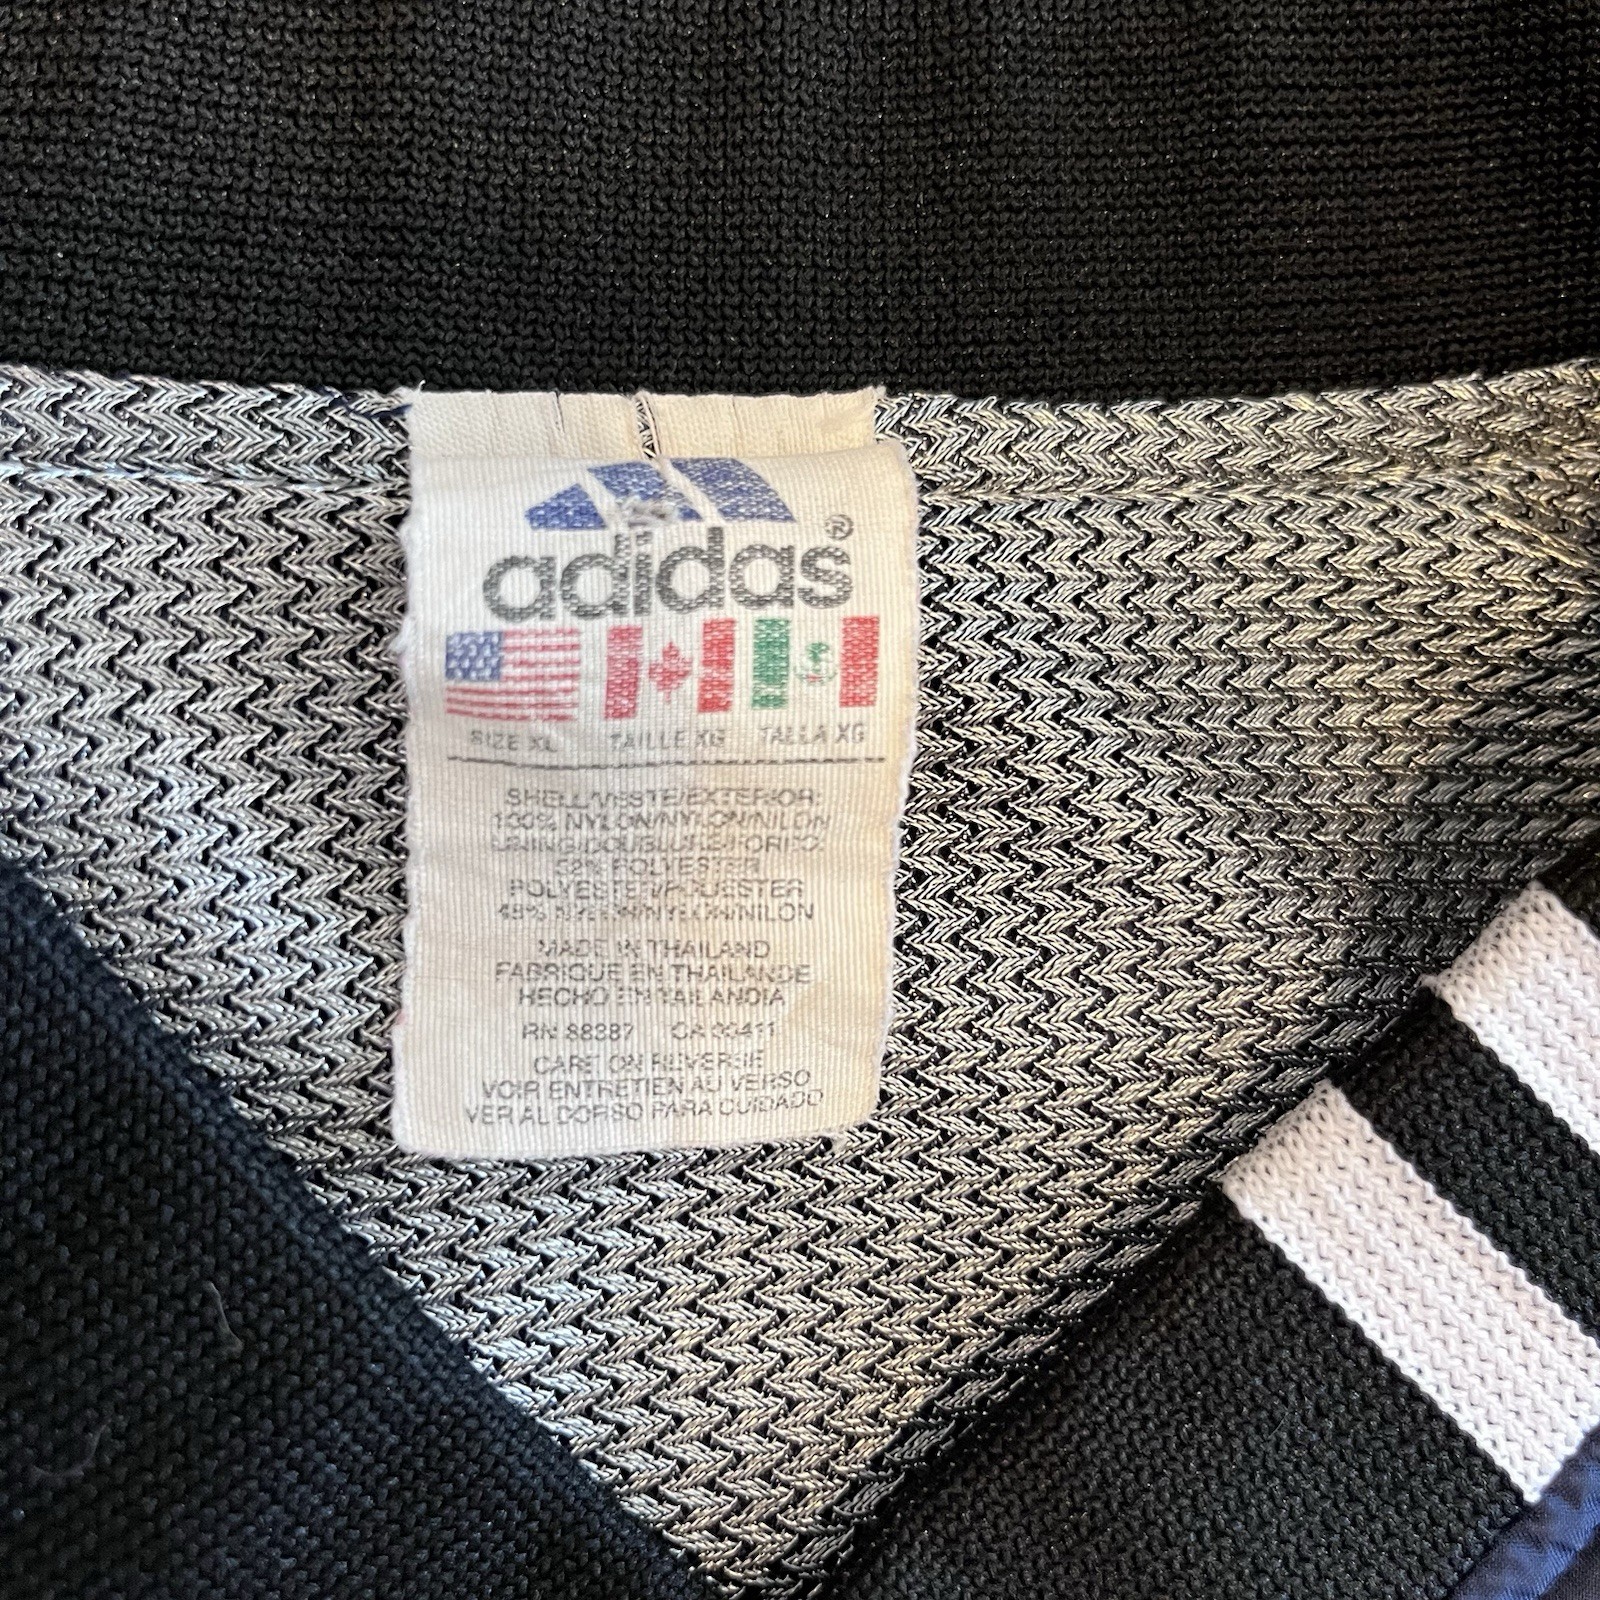 adidas®
SIZE XL TAILLE XG TALLA XG
SHELL/VESTE/EXTERIOR:
100% NYLON/NYLON/NILON
LINING/DOUBLURE/FORRO:
52% POLYESTER
POLYESTER/POLIESTER
48% NYLON/NYLON/NILON
MADE IN THAILAND
FABRIQUE EN THAILANDE
HECHO EN TAILANDIA
RN 88387 CA 00411
CARE ON REVERSE
VOIR ENTRETIEN AU VERSO
VER AL DORSO PARA CUIDADO